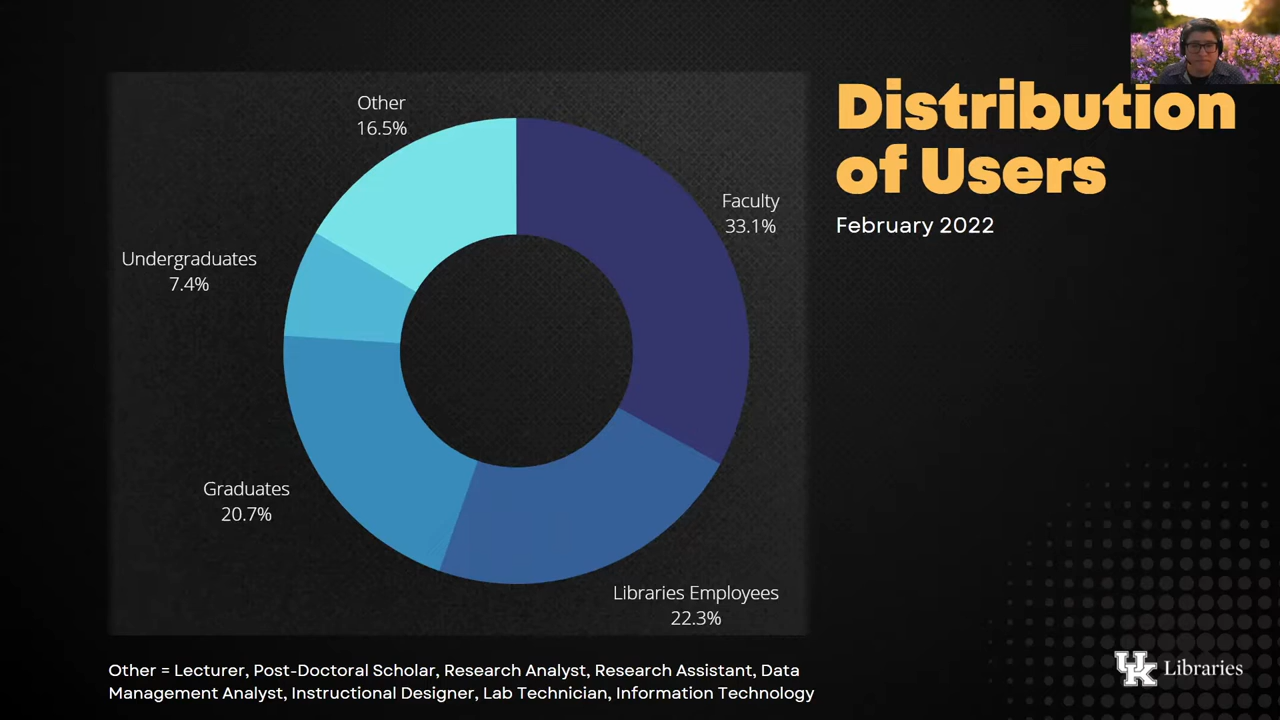 Distribution
of Users
February 2022
Other
16.5%
Faculty
33.1%
Undergraduates
7.4%
Graduates
20.7%
Libraries Employees
22.3%
Other = Lecturer, Post-Doctoral Scholar, Research Analyst, Research Assistant, Data
Management Analyst, Instructional Designer, Lab Technician, Information Technology
UK Libraries